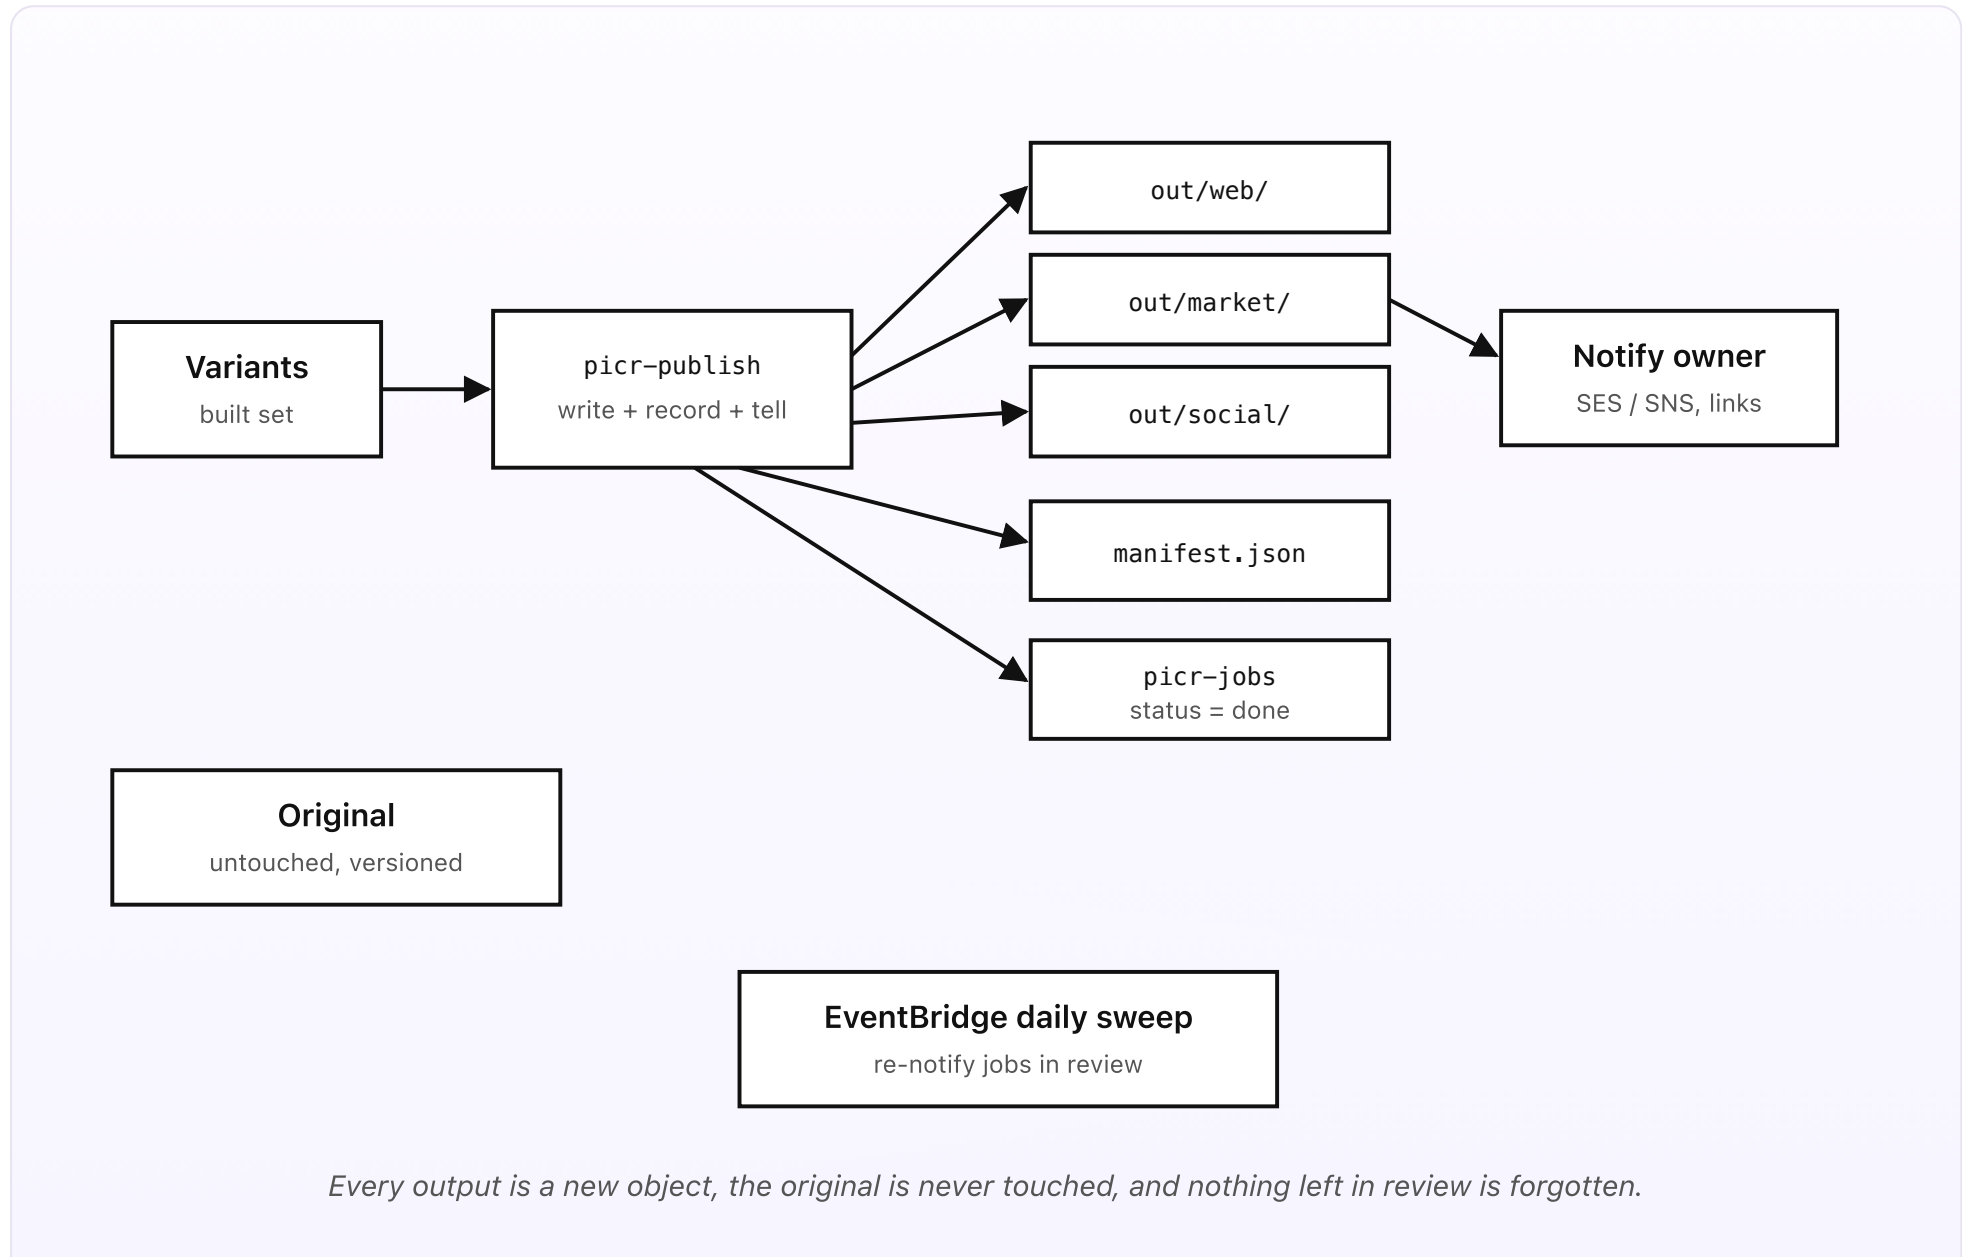 Variants
built set
picr-publish
write + record + tell
out/web/
out/market/
out/social/
manifest.json
picr-jobs
status = done
Notify owner
SES / SNS, links
Original
untouched, versioned
EventBridge daily sweep
re-notify jobs in review
Every output is a new object, the original is never touched, and nothing left in review is forgotten.